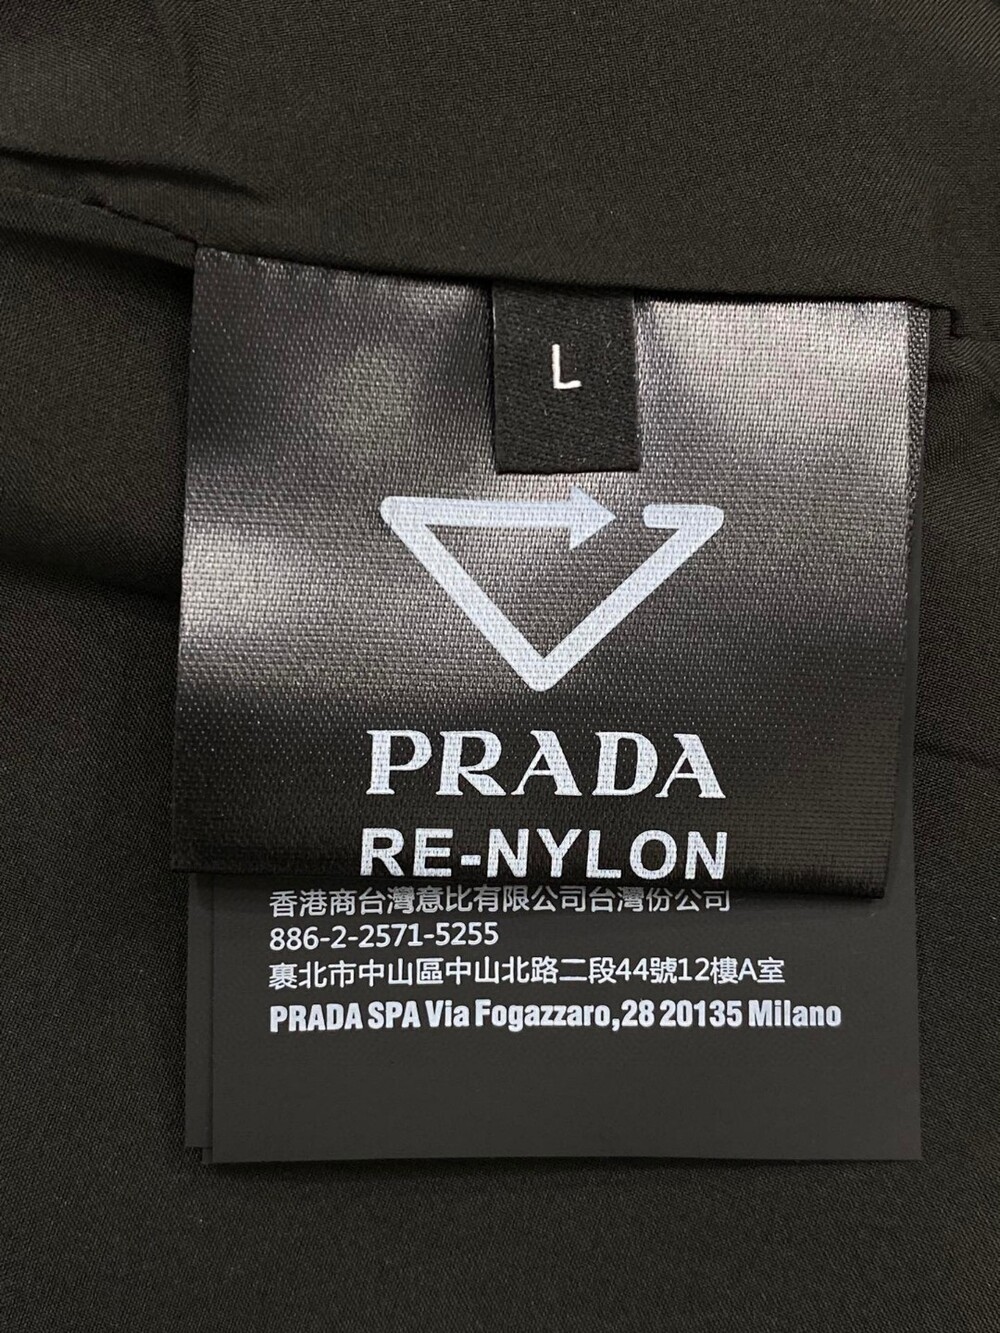 L
PRADA
RE-NYLON
香港商台灣意比有限公司台灣份公司
886-2-2571-5255
裏北市中山區中山北路二段44號12樓A室
PRADA SPA Via Fogazzaro,28 20135 Milano